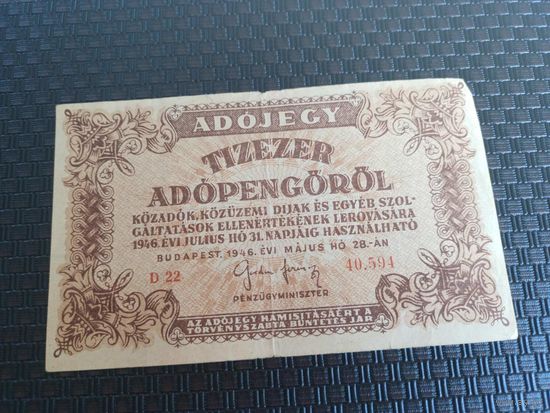 ADÓJEGY
TIZEZER
ADÓPENGŐRŐL
KÖZADÓK, KÖZÜZEMI DIJAK ÉS EGYÉB SZOL-
GÁLTATÁSOK ELLENÉRTÉKÉNEK LEROVÁSÁRA
1946. ÉVI JULIUS HÓ 31. NAPJÁIG HASZNÁLHATÓ
BUDAPEST, 1946. ÉVI MÁJUS HÓ 28.-ÁN
D 22
40.594
PÉNZÜGYMINISZTER
AZ ADÓJEGY HAMISITÁSÁÉRT A
TÖRVÉNYSZABTA BÜNTETÉS JÁR